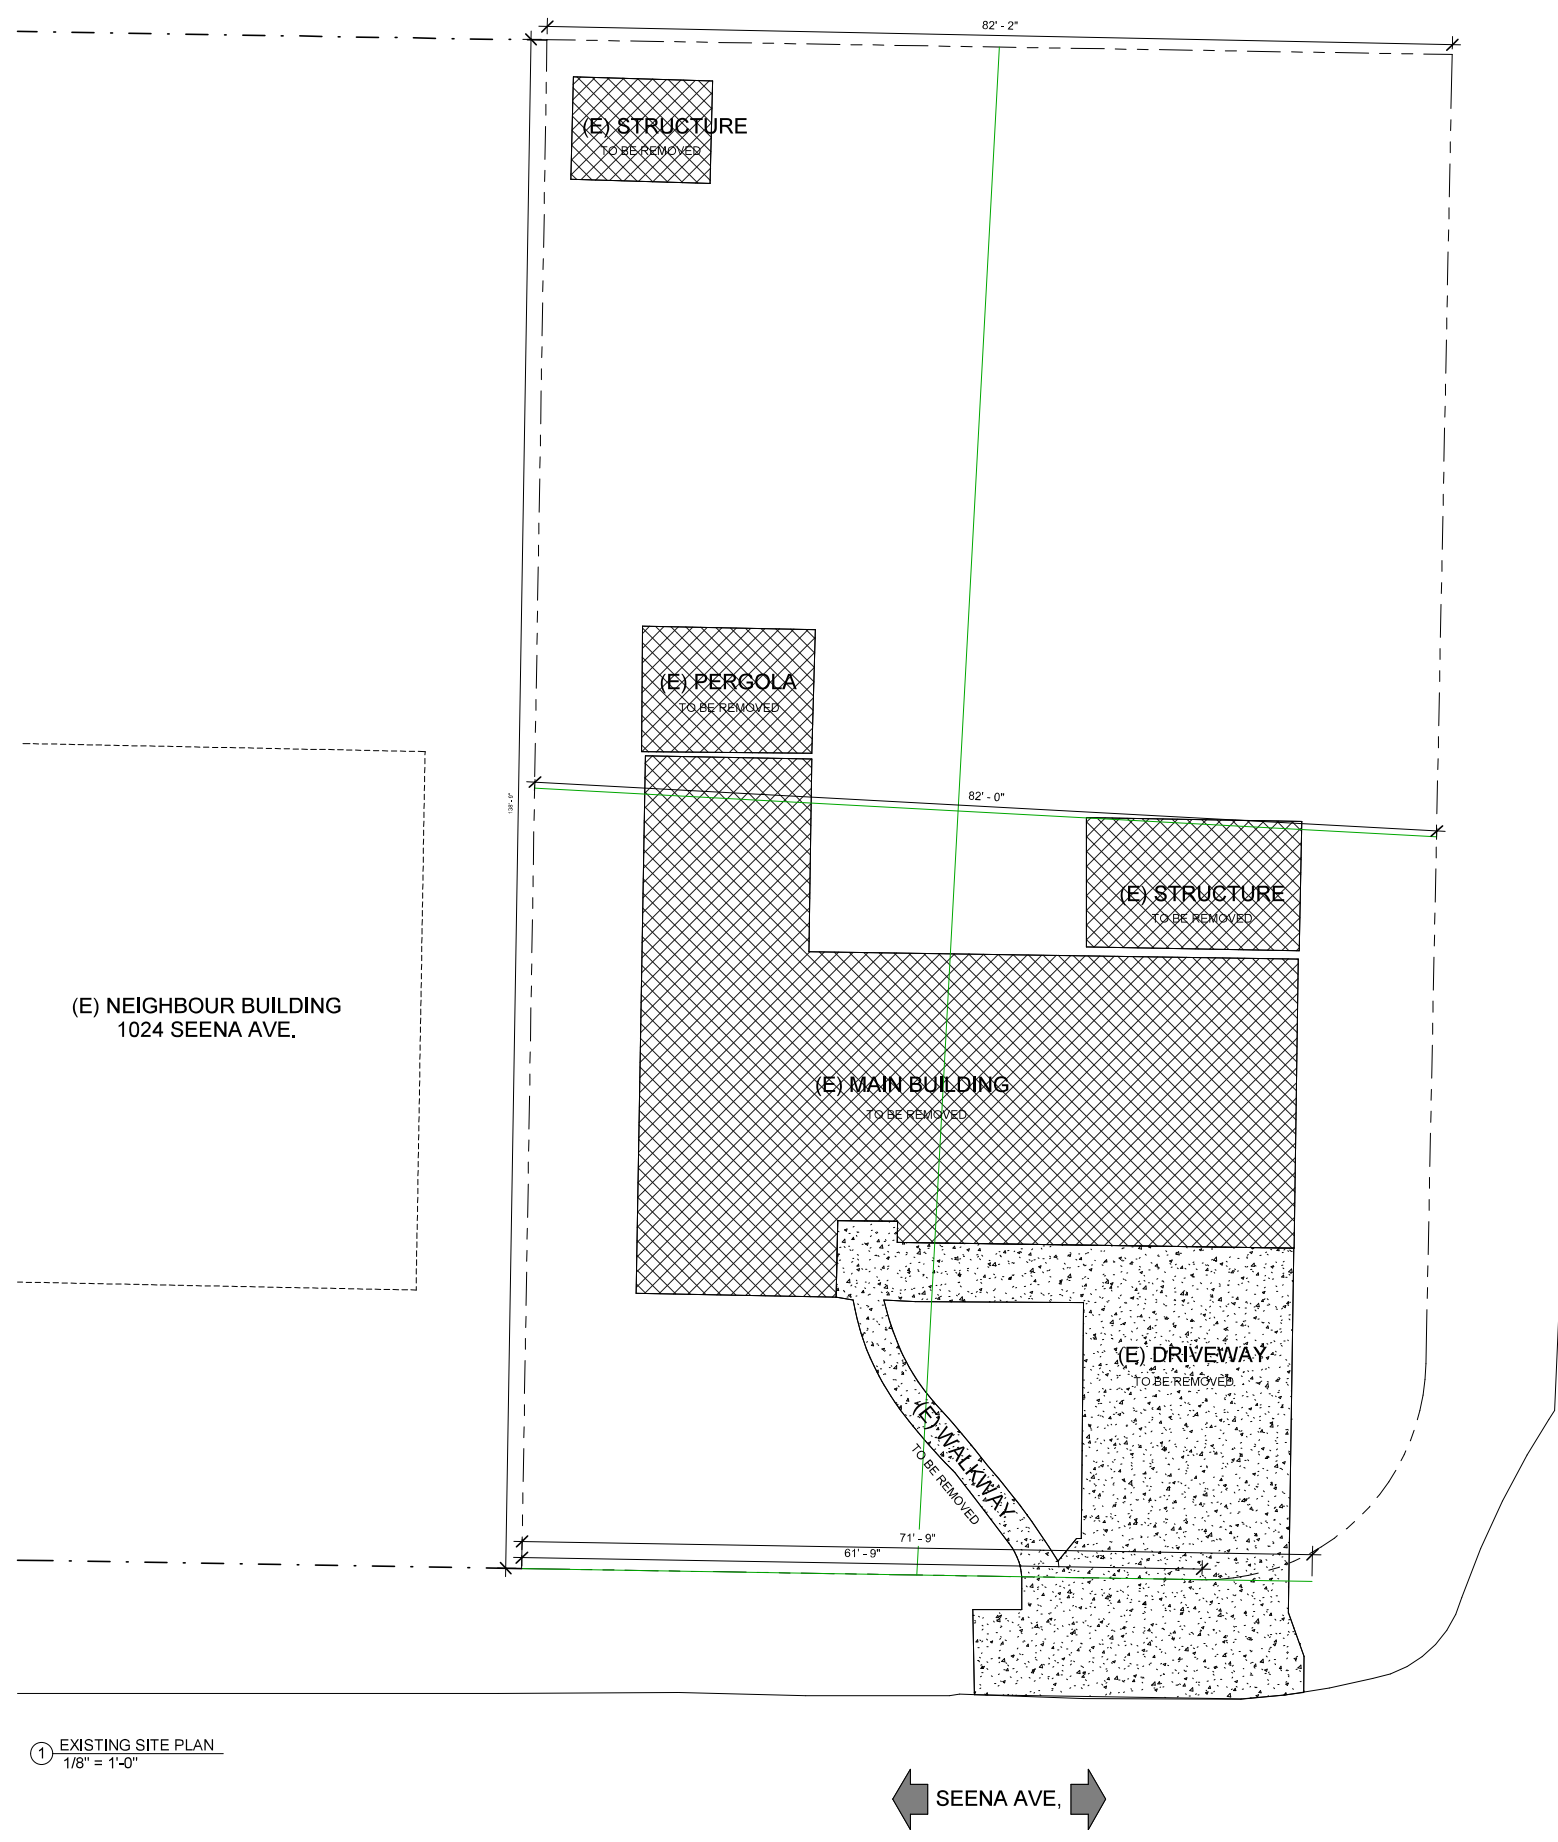 82' - 2"
(E) STRUCTURE
TO BE REMOVED
(E) PERGOLA
TO BE REMOVED
82' - 0"
(E) STRUCTURE
TO BE REMOVED
(E) NEIGHBOUR BUILDING
1024 SEENA AVE.
(E) MAIN BUILDING
TO BE REMOVED
(E) DRIVEWAY
TO BE REMOVED
(E) WALKWAY
TO BE REMOVED
71' - 9"
61' - 9"
1
EXISTING SITE PLAN
1/8" = 1'-0"
SEENA AVE,